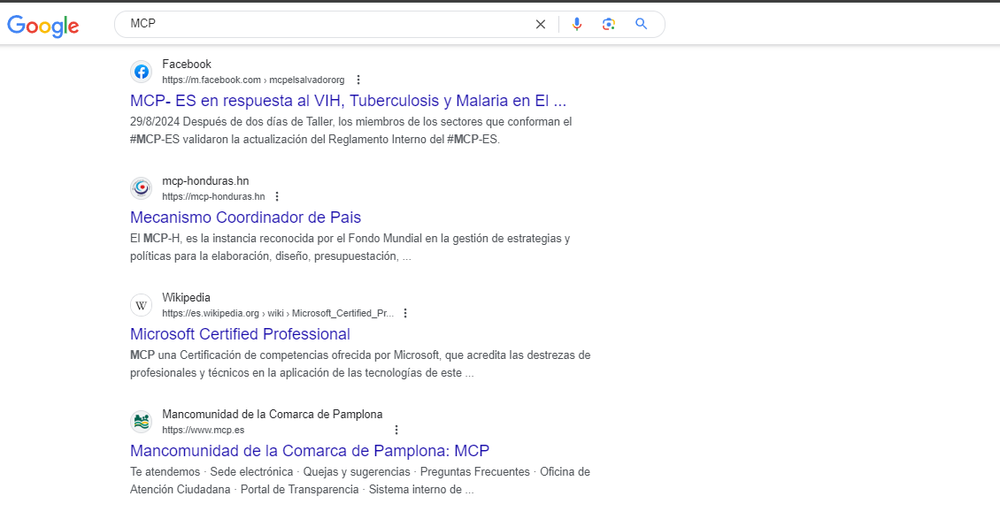 Google
MCP
Facebook
https://m.facebook.com › mcpelsalvadororg
MCP- ES en respuesta al VIH, Tuberculosis y Malaria en El ...
29/8/2024 Después de dos días de Taller, los miembros de los sectores que conforman el
#MCP-ES validaron la actualización del Reglamento Interno del #MCP-ES.
mcp-honduras.hn
https://mcp-honduras.hn
Mecanismo Coordinador de Pais
El MCP-H, es la instancia reconocida por el Fondo Mundial en la gestión de estrategias y
políticas para la elaboración, diseño, presupuestación, ...
W
Wikipedia
https://es.wikipedia.org › wiki › Microsoft_Certified_Pr...
Microsoft Certified Professional
MCP una Certificación de competencias ofrecida por Microsoft, que acredita las destrezas de
profesionales y técnicos en la aplicación de las tecnologías de este ...
Mancomunidad de la Comarca de Pamplona
https://www.mcp.es
Mancomunidad de la Comarca de Pamplona: MCP
Te atendemos · Sede electrónica · Quejas y sugerencias · Preguntas Frecuentes · Oficina de
Atención Ciudadana · Portal de Transparencia · Sistema interno de ...